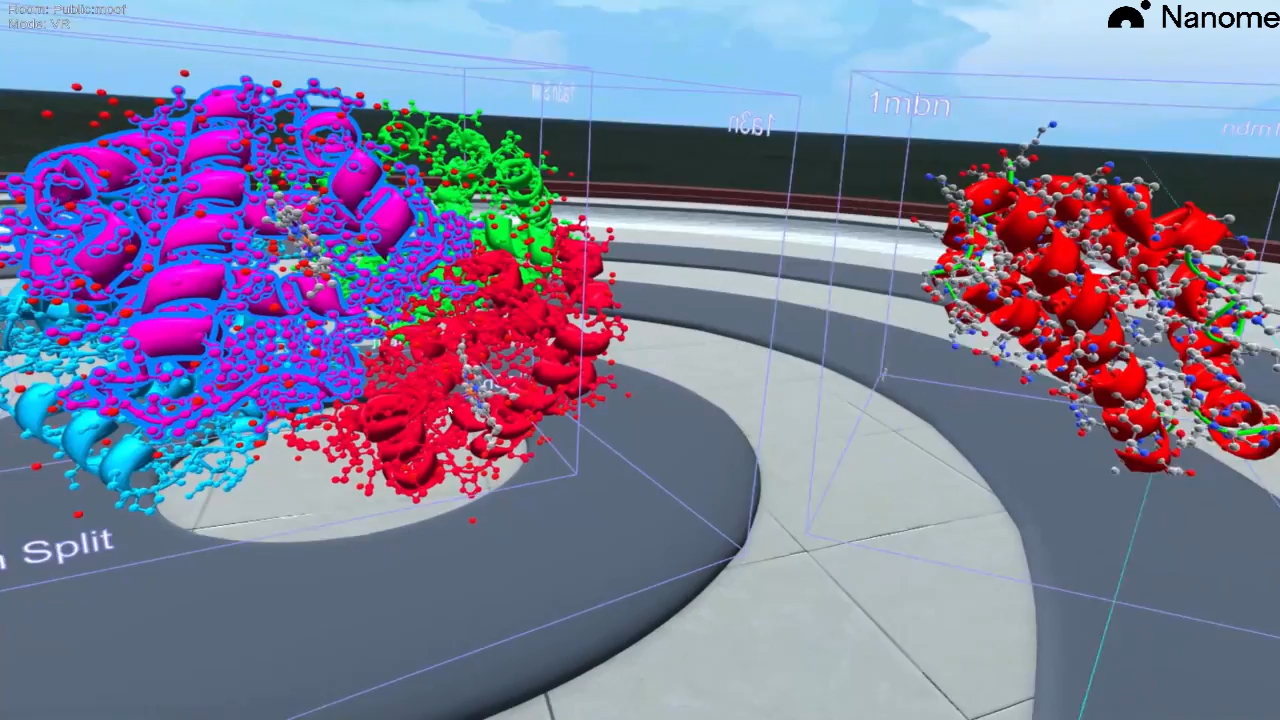 Room: Public:moof
Mode: VR
Nanome
1a3n
1mbn
Split